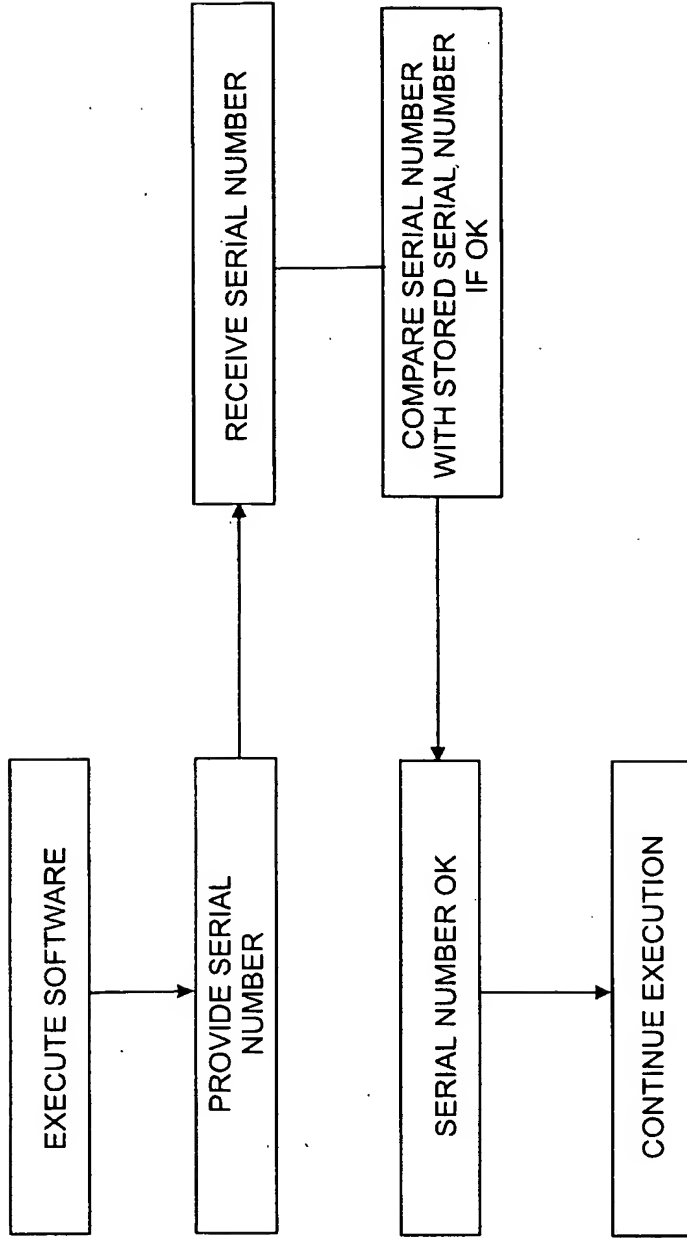 EXECUTE SOFTWARE
PROVIDE SERIAL
NUMBER
RECEIVE SERIAL NUMBER
COMPARE SERIAL NUMBER
WITH STORED SERIAL NUMBER
IF OK
SERIAL NUMBER OK
CONTINUE EXECUTION